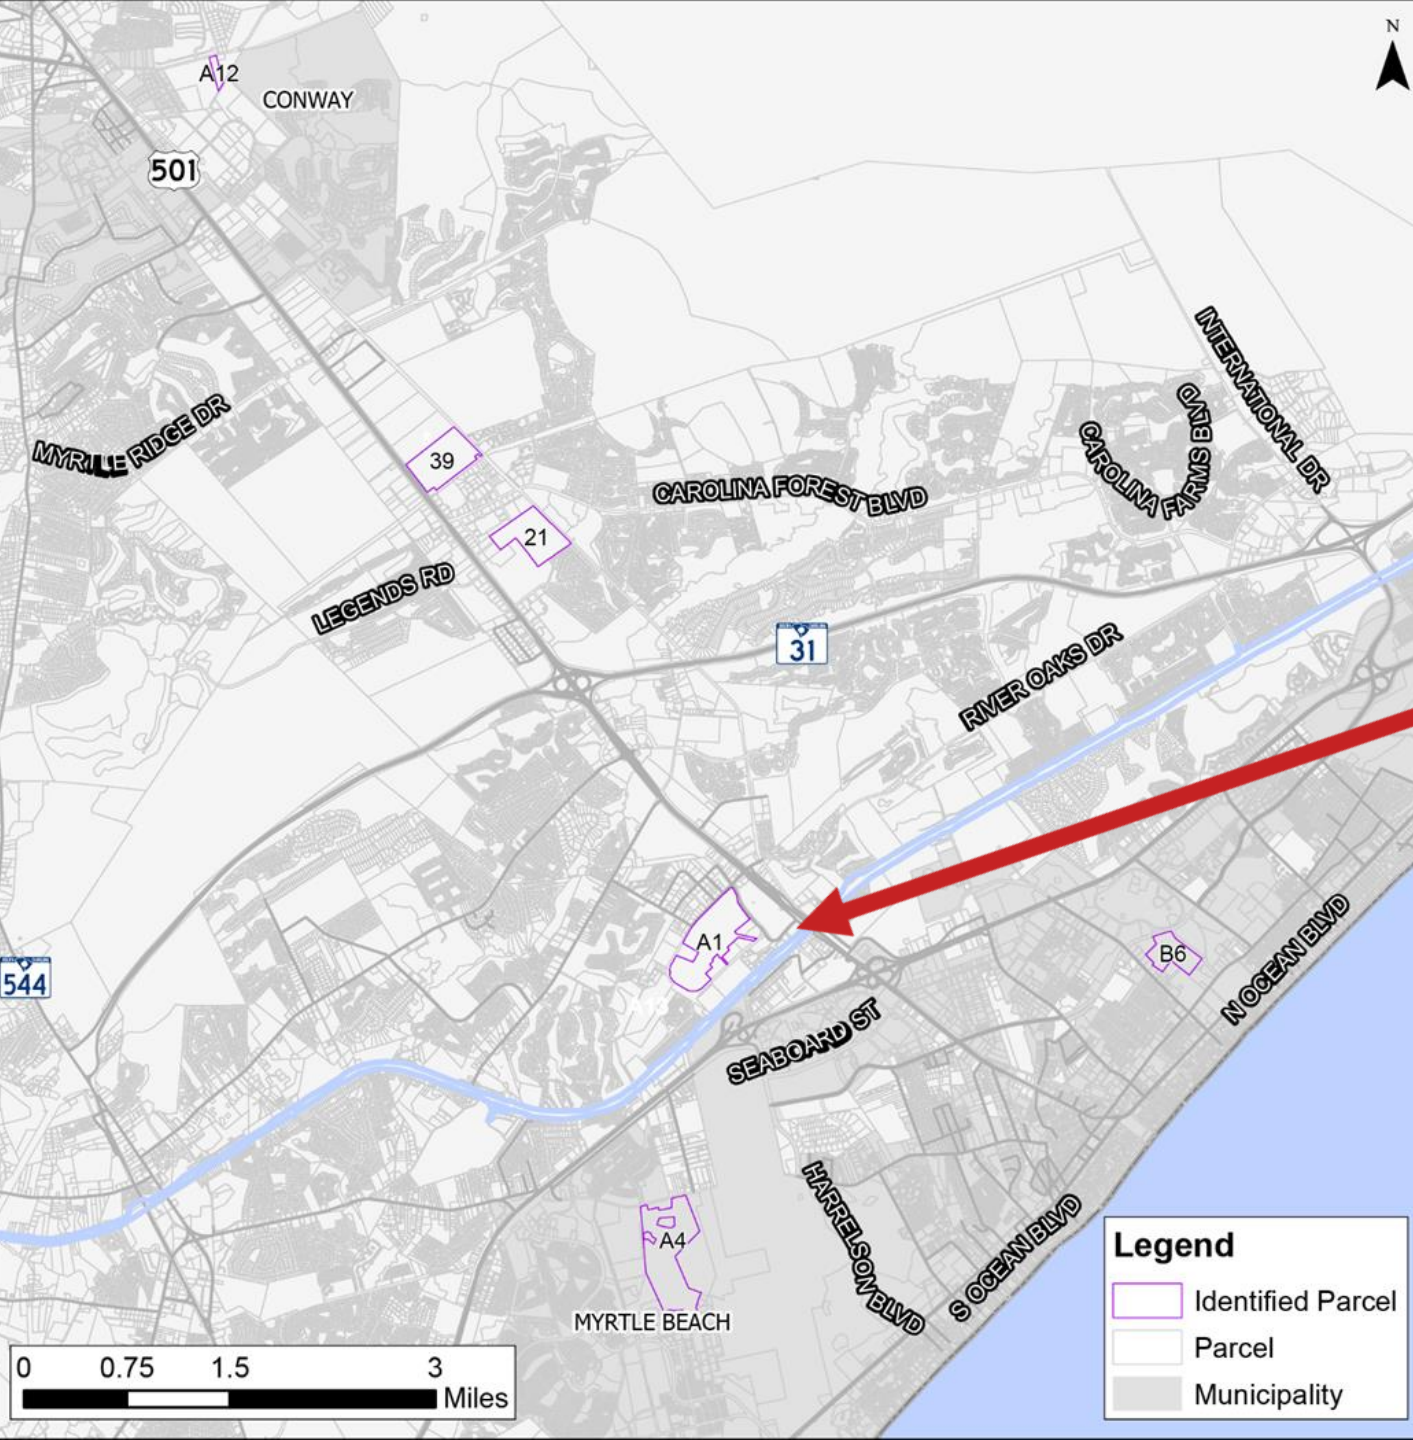 N
A12
CONWAY
501
INTERNATIONAL DR
CAROLINA FARMS BLVD
MYRTLE RIDGE DR
39
CAROLINA FOREST BLVD
21
LEGENDS RD
31
RIVER OAKS DR
A1
B6
N OCEAN BLVD
544
SEABOARD ST
HARRELSON BLVD
S OCEAN BLVD
A4
MYRTLE BEACH
Legend
Identified Parcel
Parcel
Municipality
0 0.75 1.5 3
Miles